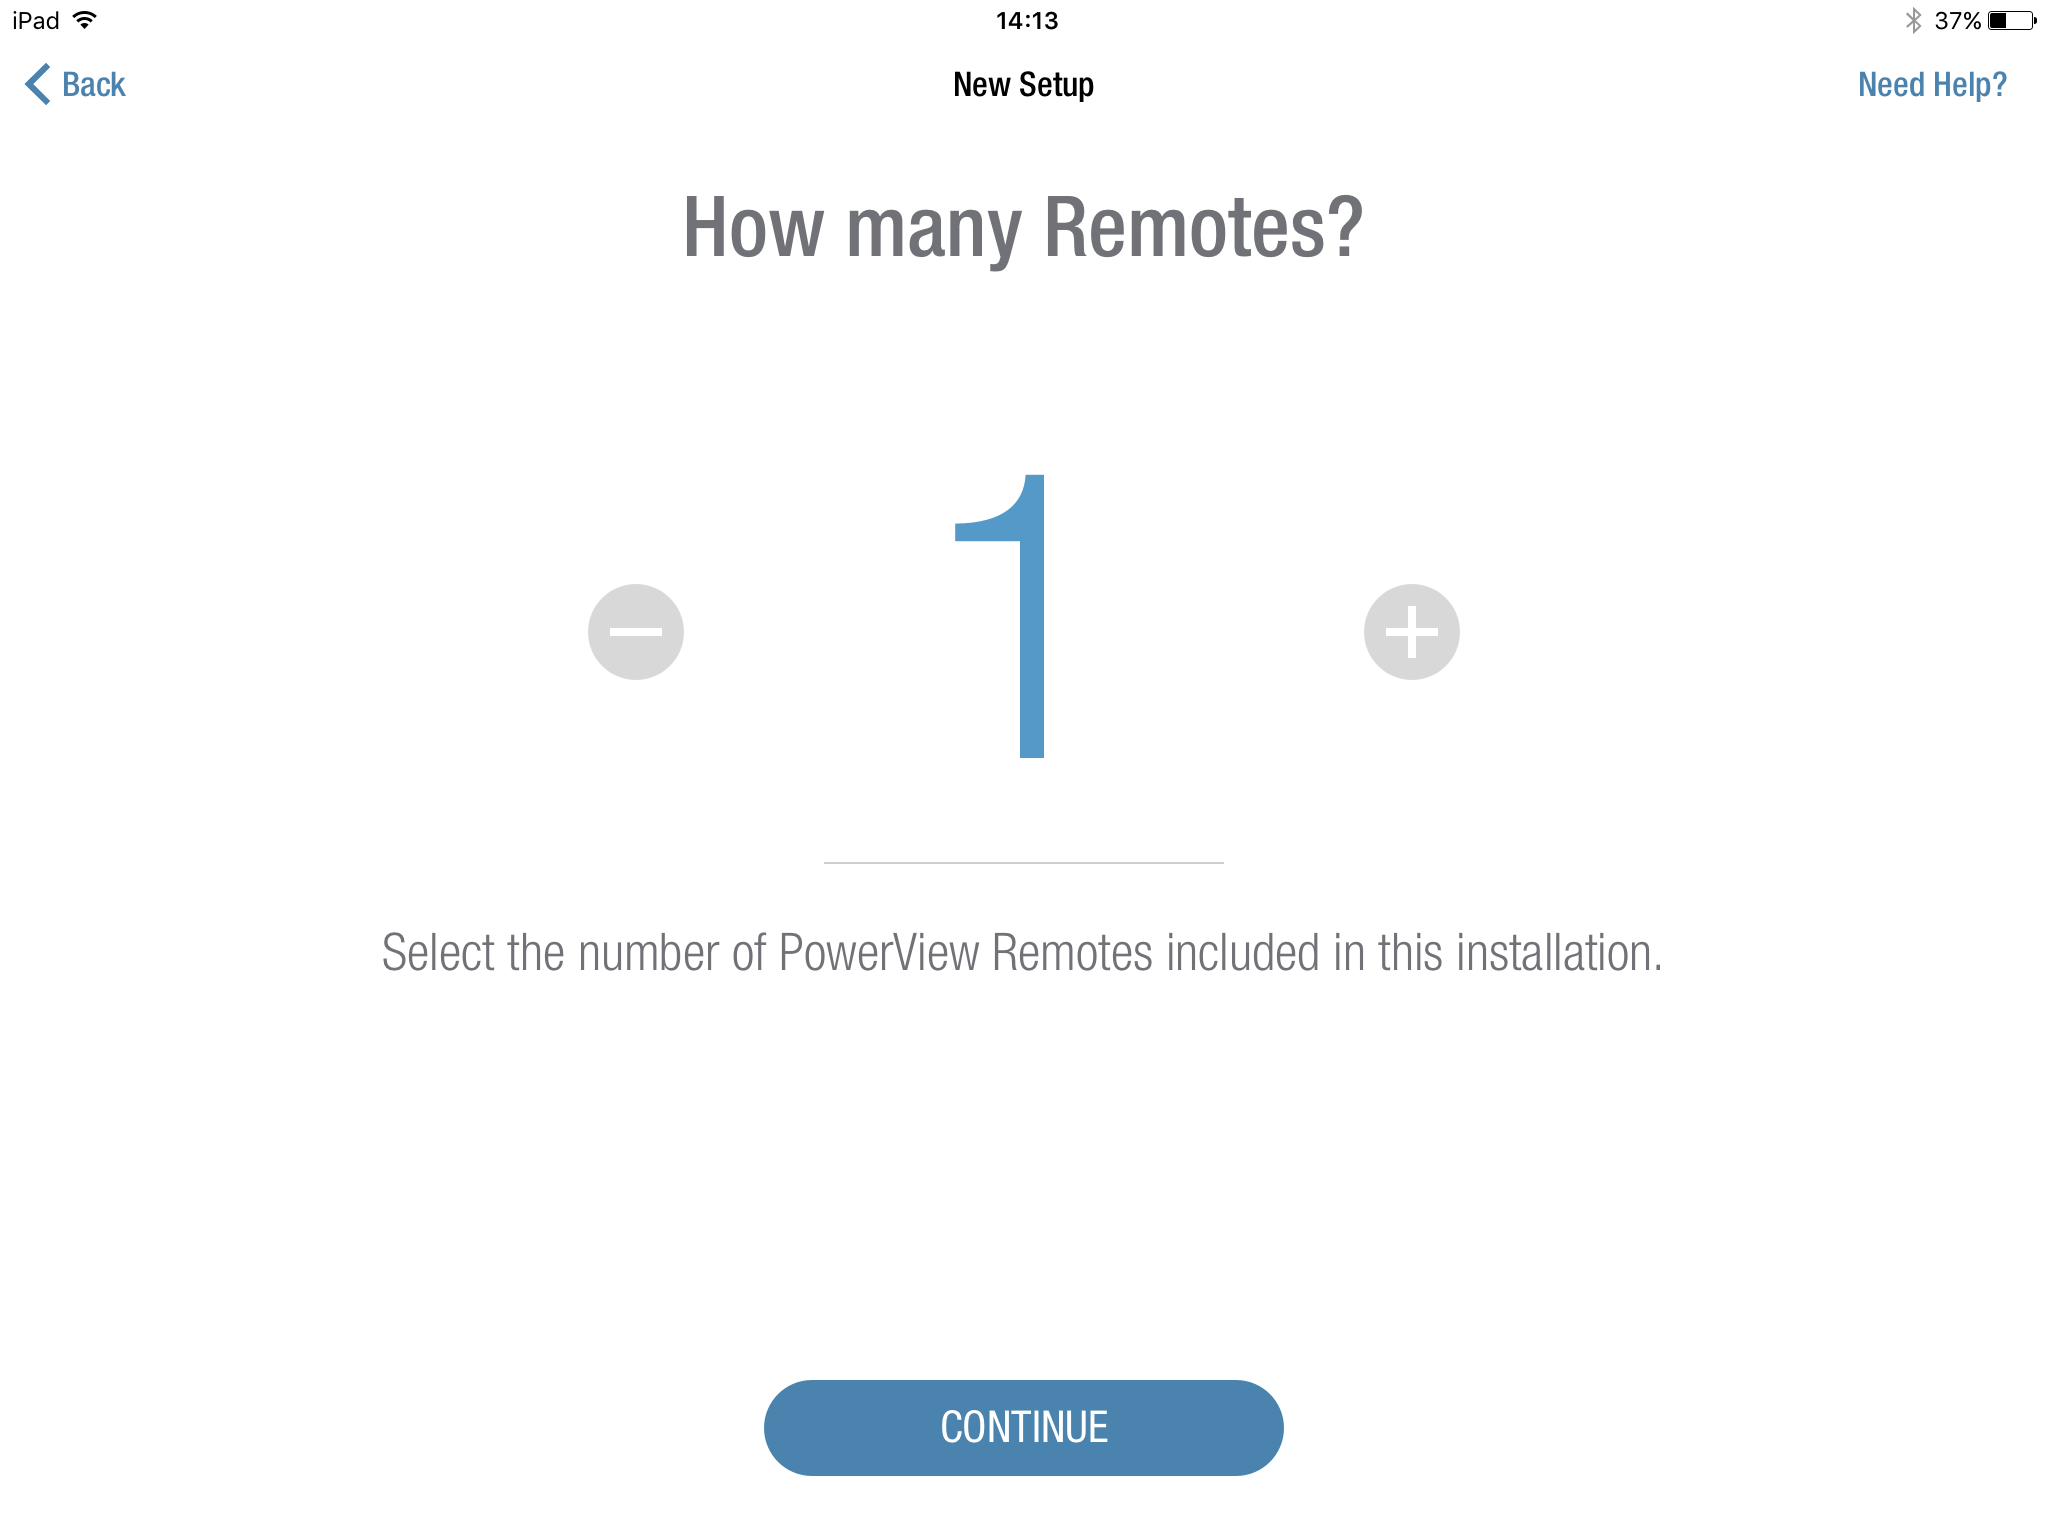 iPad 14:13 37%
Back New Setup Need Help?
How many Remotes?
1
Select the number of PowerView Remotes included in this installation.
CONTINUE